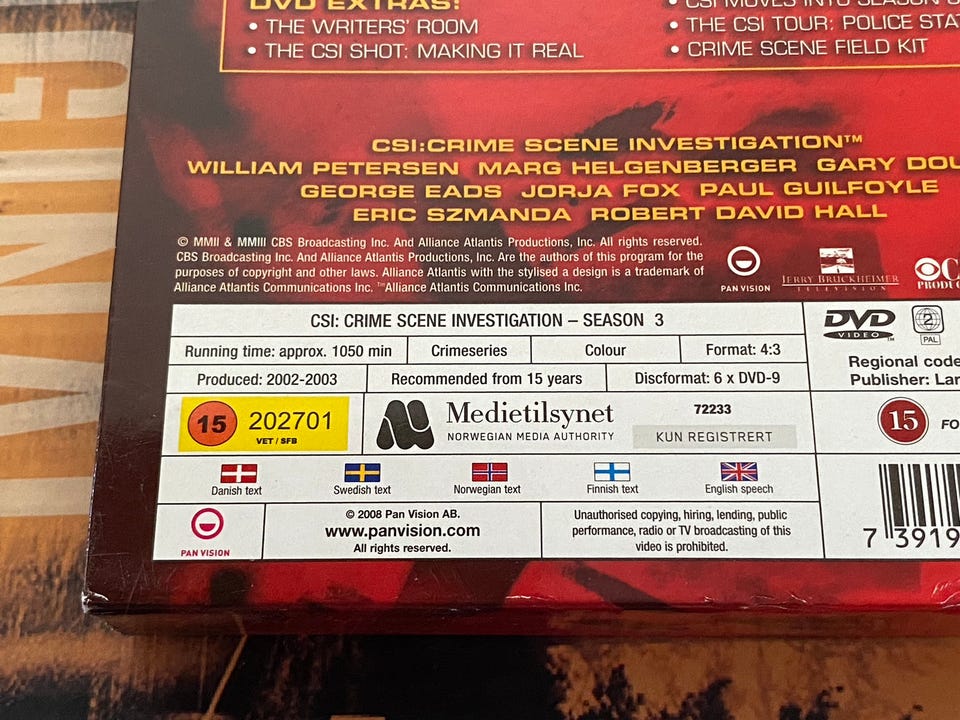 DVD EXTRAS:
• THE WRITERS' ROOM
• THE CSI SHOT: MAKING IT REAL
• CSI MOVES INTO SEASON
• THE CSI TOUR: POLICE
• CRIME SCENE FIELD KIT
CSI:CRIME SCENE INVESTIGATION™
WILLIAM PETERSEN MARG HELGENBERGER GARY
GEORGE EADS JORJA FOX PAUL GUILFOYLE
ERIC SZMANDA ROBERT DAVID HALL
© MMII & MMIII CBS Broadcasting Inc. And Alliance Atlantis Productions, Inc. All rights reserved.
CBS Broadcasting Inc. And Alliance Atlantis Productions, Inc. Are the authors of this program for the
purposes of copyright and other laws. Alliance Atlantis with the stylised a design is a trademark of
Alliance Atlantis Communications Inc. ™Alliance Atlantis Communications Inc.
PAN VISION
JERRY BRUCKHEIMER
TELEVISION
CSI: CRIME SCENE INVESTIGATION – SEASON 3
Running time: approx. 1050 min Crimeseries Colour Format: 4:3
Produced: 2002-2003 Recommended from 15 years Discformat: 6 x DVD-9
DVD
VIDEO
2
PAL
Regional code
Publisher:
15 202701
VET / SFB
Medietilsynet
NORWEGIAN MEDIA AUTHORITY
72233
KUN REGISTRERT
15
Danish text Swedish text Norwegian text Finnish text English speech
PAN VISION
© 2008 Pan Vision AB.
www.panvision.com
All rights reserved.
Unauthorised copying, hiring, lending, public
performance, radio or TV broadcasting of this
video is prohibited.
7 3919